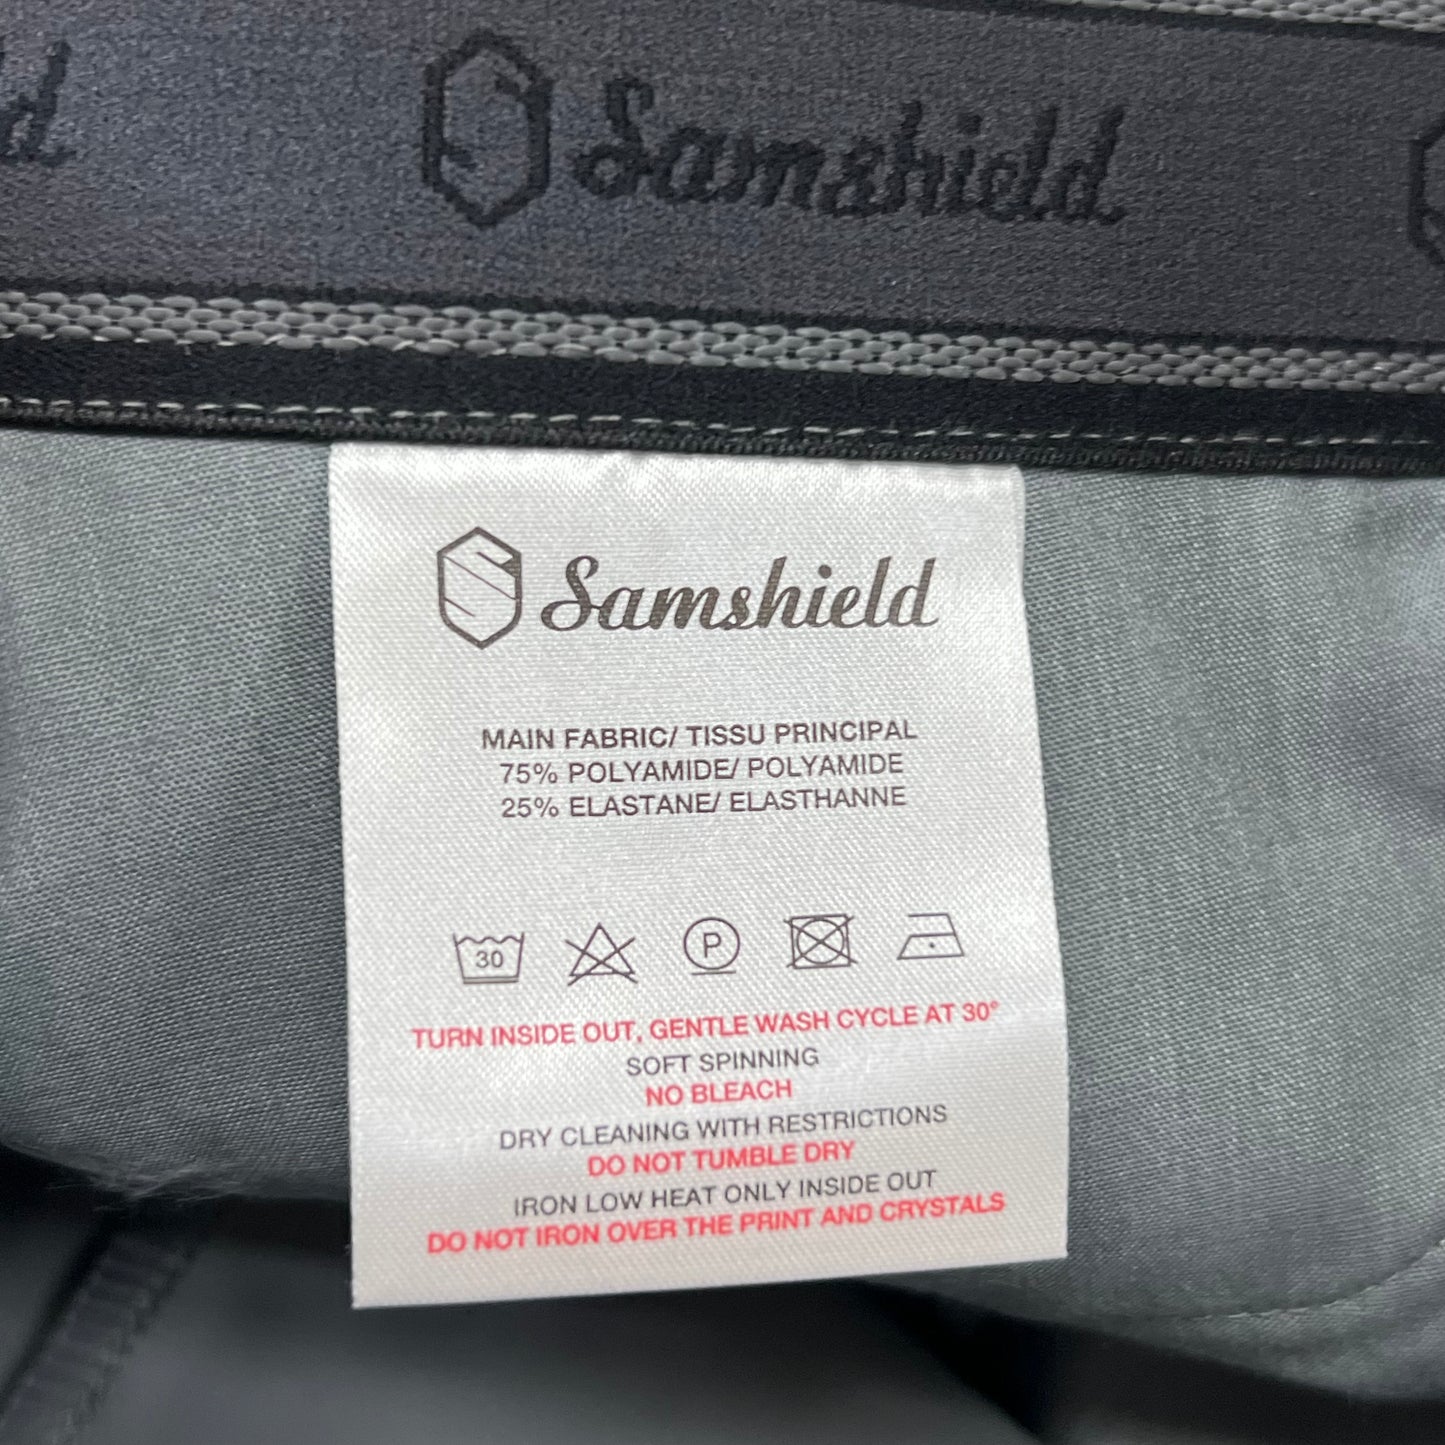 d
Samshield
Samshield
MAIN FABRIC/ TISSU PRINCIPAL
75% POLYAMIDE/ POLYAMIDE
25% ELASTANE/ ELASTHANNE
30 P
TURN INSIDE OUT, GENTLE WASH CYCLE AT 30°
SOFT SPINNING
NO BLEACH
DRY CLEANING WITH RESTRICTIONS
DO NOT TUMBLE DRY
IRON LOW HEAT ONLY INSIDE OUT
DO NOT IRON OVER THE PRINT AND CRYSTALS